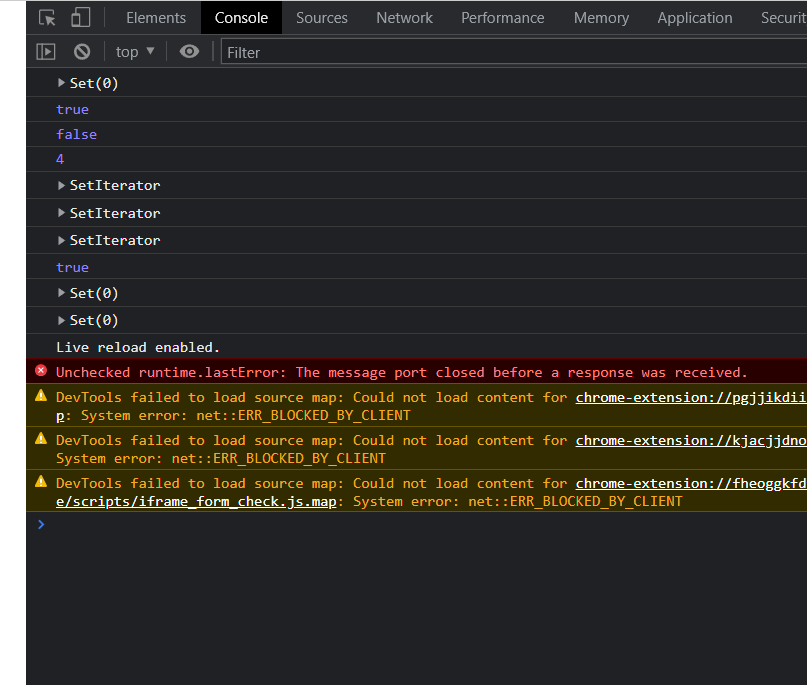 Elements Console Sources Network Performance Memory Application
top Filter
Set(0)
true
false
4
SetIterator
SetIterator
SetIterator
true
Set(0)
Set(0)
Live reload enabled.
Unchecked runtime.lastError: The message port closed before a response was received.
DevTools failed to load source map: Could not load content for chrome-extension://pgjjikdii
p: System error: net::ERR_BLOCKED_BY_CLIENT
DevTools failed to load source map: Could not load content for chrome-extension://kjacjjdno
System error: net::ERR_BLOCKED_BY_CLIENT
DevTools failed to load source map: Could not load content for chrome-extension://fheoggkfd
e/scripts/iframe_form_check.js.map: System error: net::ERR_BLOCKED_BY_CLIENT